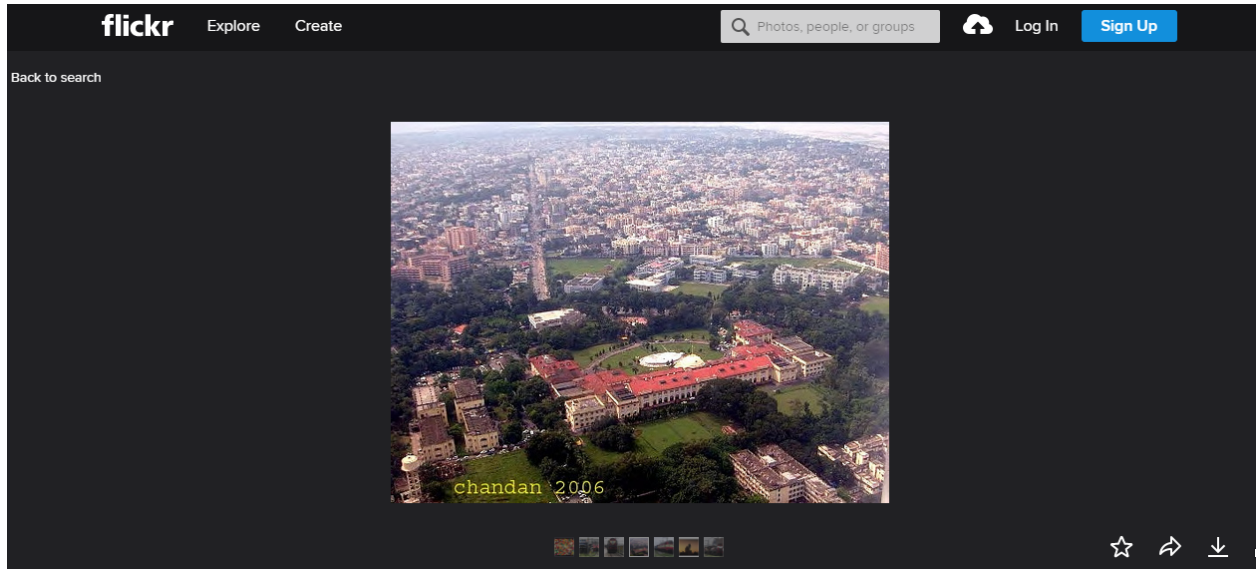 flickr Explore Create Photos, people, or groups Log In Sign Up
Back to search
chandan 2006